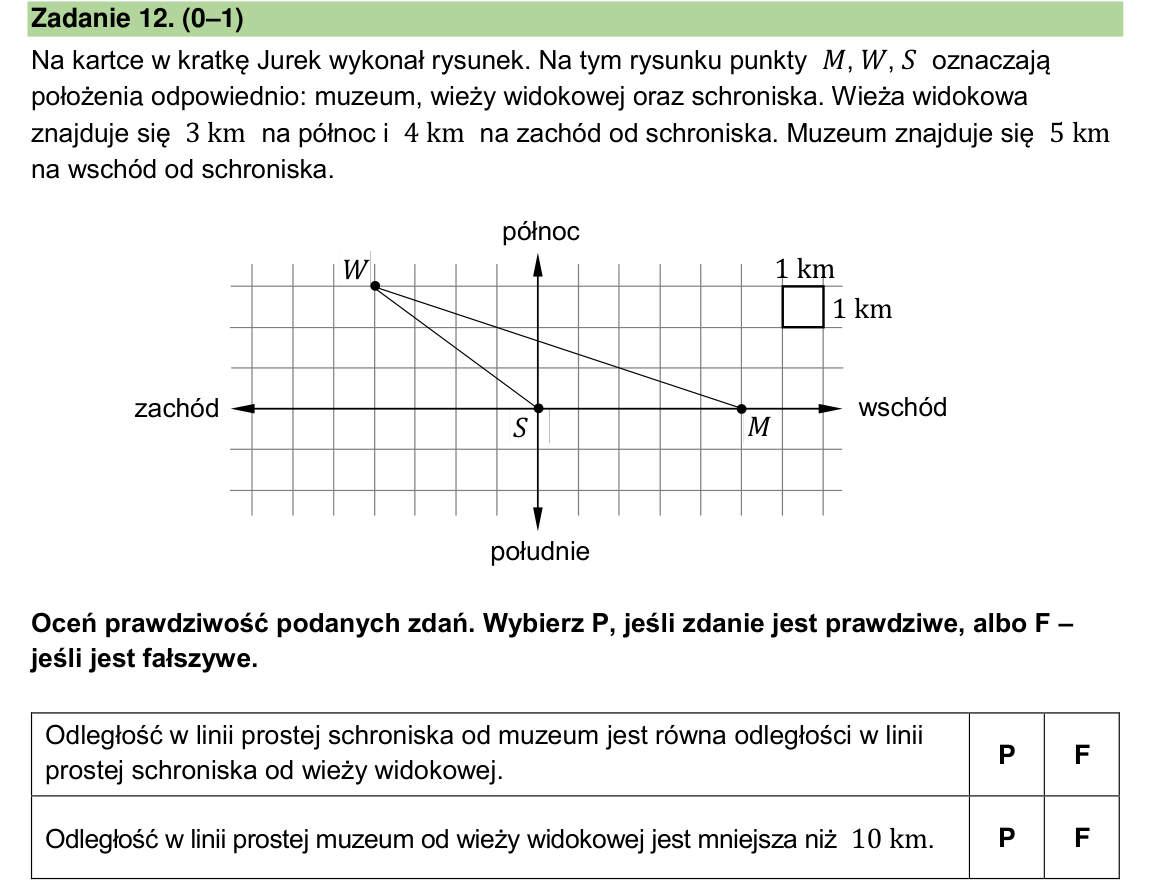 Zadanie 12. (0–1)
Na kartce w kratkę Jurek wykonał rysunek. Na tym rysunku punkty M, W, S oznaczają
położenia odpowiednio: muzeum, wieży widokowej oraz schroniska. Wieża widokowa
znajduje się 3 km na północ i 4 km na zachód od schroniska. Muzeum znajduje się 5 km
na wschód od schroniska.
północ
W
1 km
1 km
zachód
wschód
S
M
południe
Oceń prawdziwość podanych zdań. Wybierz P, jeśli zdanie jest prawdziwe, albo F –
jeśli jest fałszywe.
Odległość w linii prostej schroniska od muzeum jest równa odległości w linii
prostej schroniska od wieży widokowej.
P F
Odległość w linii prostej muzeum od wieży widokowej jest mniejsza niż 10 km.
P F